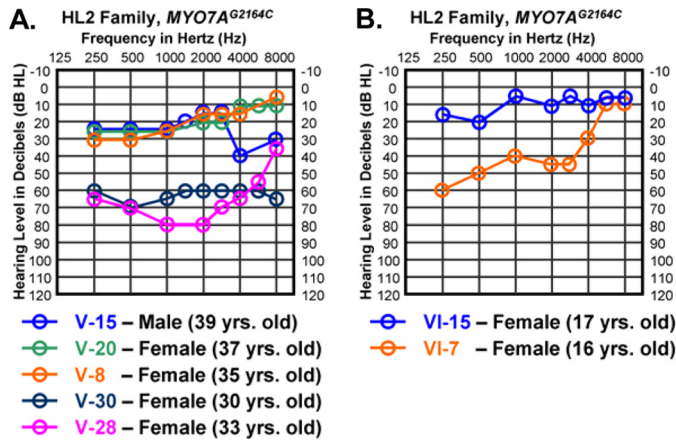 A.
HL2 Family, MYO7A^G2164C
Frequency in Hertz (Hz)
125 250 500 1000 2000 4000 8000
Hearing Level in Decibels (dB HL)
-10 -10
0 0
10 10
20 20
30 30
40 40
50 50
60 60
70 70
80 80
90 90
100 100
110 110
120 120
V-15 – Male (39 yrs. old)
V-20 – Female (37 yrs. old)
V-8 – Female (35 yrs. old)
V-30 – Female (30 yrs. old)
V-28 – Female (33 yrs. old)
B.
HL2 Family, MYO7A^G2164C
Frequency in Hertz (Hz)
125 250 500 1000 2000 4000 8000
Hearing Level in Decibels (dB HL)
-10 -10
0 0
10 10
20 20
30 30
40 40
50 50
60 60
70 70
80 80
90 90
100 100
110 110
120 120
VI-15 – Female (17 yrs. old)
VI-7 – Female (16 yrs. old)